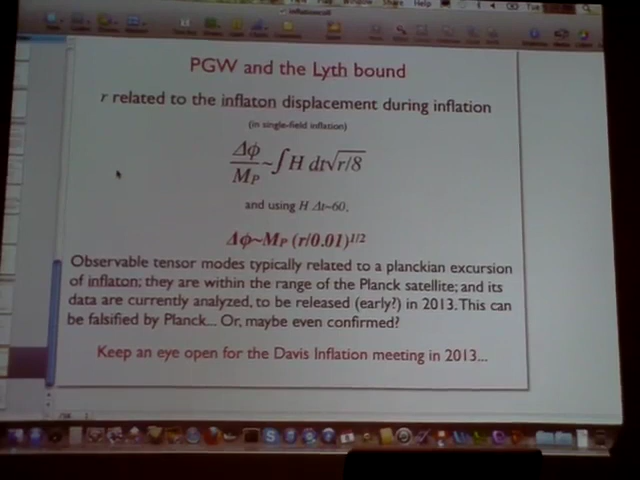 Window Share Help
PGW and the Lyth bound
r related to the inflaton displacement during inflation
(in single-field inflation)
Δϕ/M_P ~ ∫H dt√r/8
and using H Δt~60,
Δϕ~M_P (r/0.01)^1/2
Observable tensor modes typically related to a planckian excursion
of inflaton; they are within the range of the Planck satellite; and its
data are currently analyzed, to be released (early?) in 2013. This can
be falsified by Planck... Or, maybe even confirmed?
Keep an eye open for the Davis Inflation meeting in 2013...